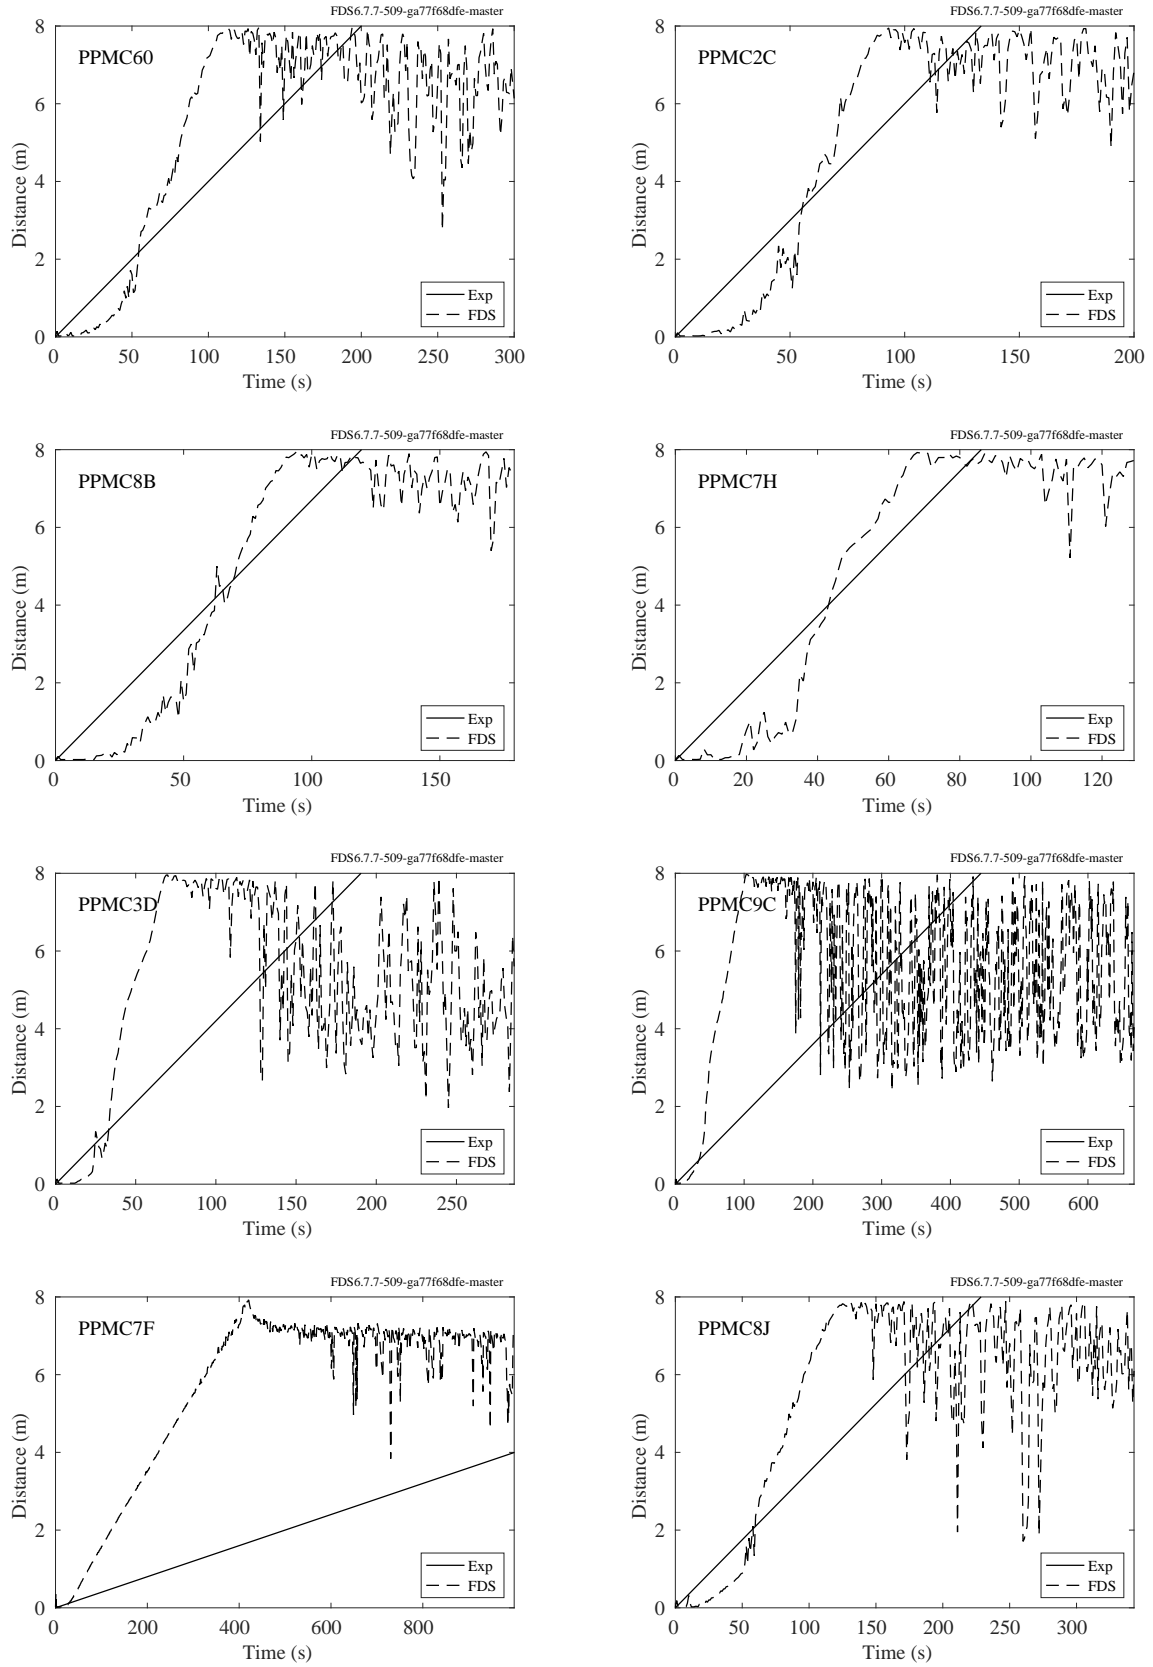 FDS6.7.7-509-ga77f68dfe-master
PPMC60
8
6
4
2
0
Distance (m)
0 50 100 150 200 250 300
Time (s)
Exp
FDS
FDS6.7.7-509-ga77f68dfe-master
PPMC2C
8
6
4
2
0
Distance (m)
0 50 100 150 200
Time (s)
Exp
FDS
FDS6.7.7-509-ga77f68dfe-master
PPMC8B
8
6
4
2
0
Distance (m)
0 50 100 150
Time (s)
Exp
FDS
FDS6.7.7-509-ga77f68dfe-master
PPMC7H
8
6
4
2
0
Distance (m)
0 20 40 60 80 100 120
Time (s)
Exp
FDS
FDS6.7.7-509-ga77f68dfe-master
PPMC3D
8
6
4
2
0
Distance (m)
0 50 100 150 200 250
Time (s)
Exp
FDS
FDS6.7.7-509-ga77f68dfe-master
PPMC9C
8
6
4
2
0
Distance (m)
0 100 200 300 400 500 600
Time (s)
Exp
FDS
FDS6.7.7-509-ga77f68dfe-master
PPMC7F
8
6
4
2
0
Distance (m)
0 200 400 600 800
Time (s)
Exp
FDS
FDS6.7.7-509-ga77f68dfe-master
PPMC8J
8
6
4
2
0
Distance (m)
0 50 100 150 200 250 300
Time (s)
Exp
FDS